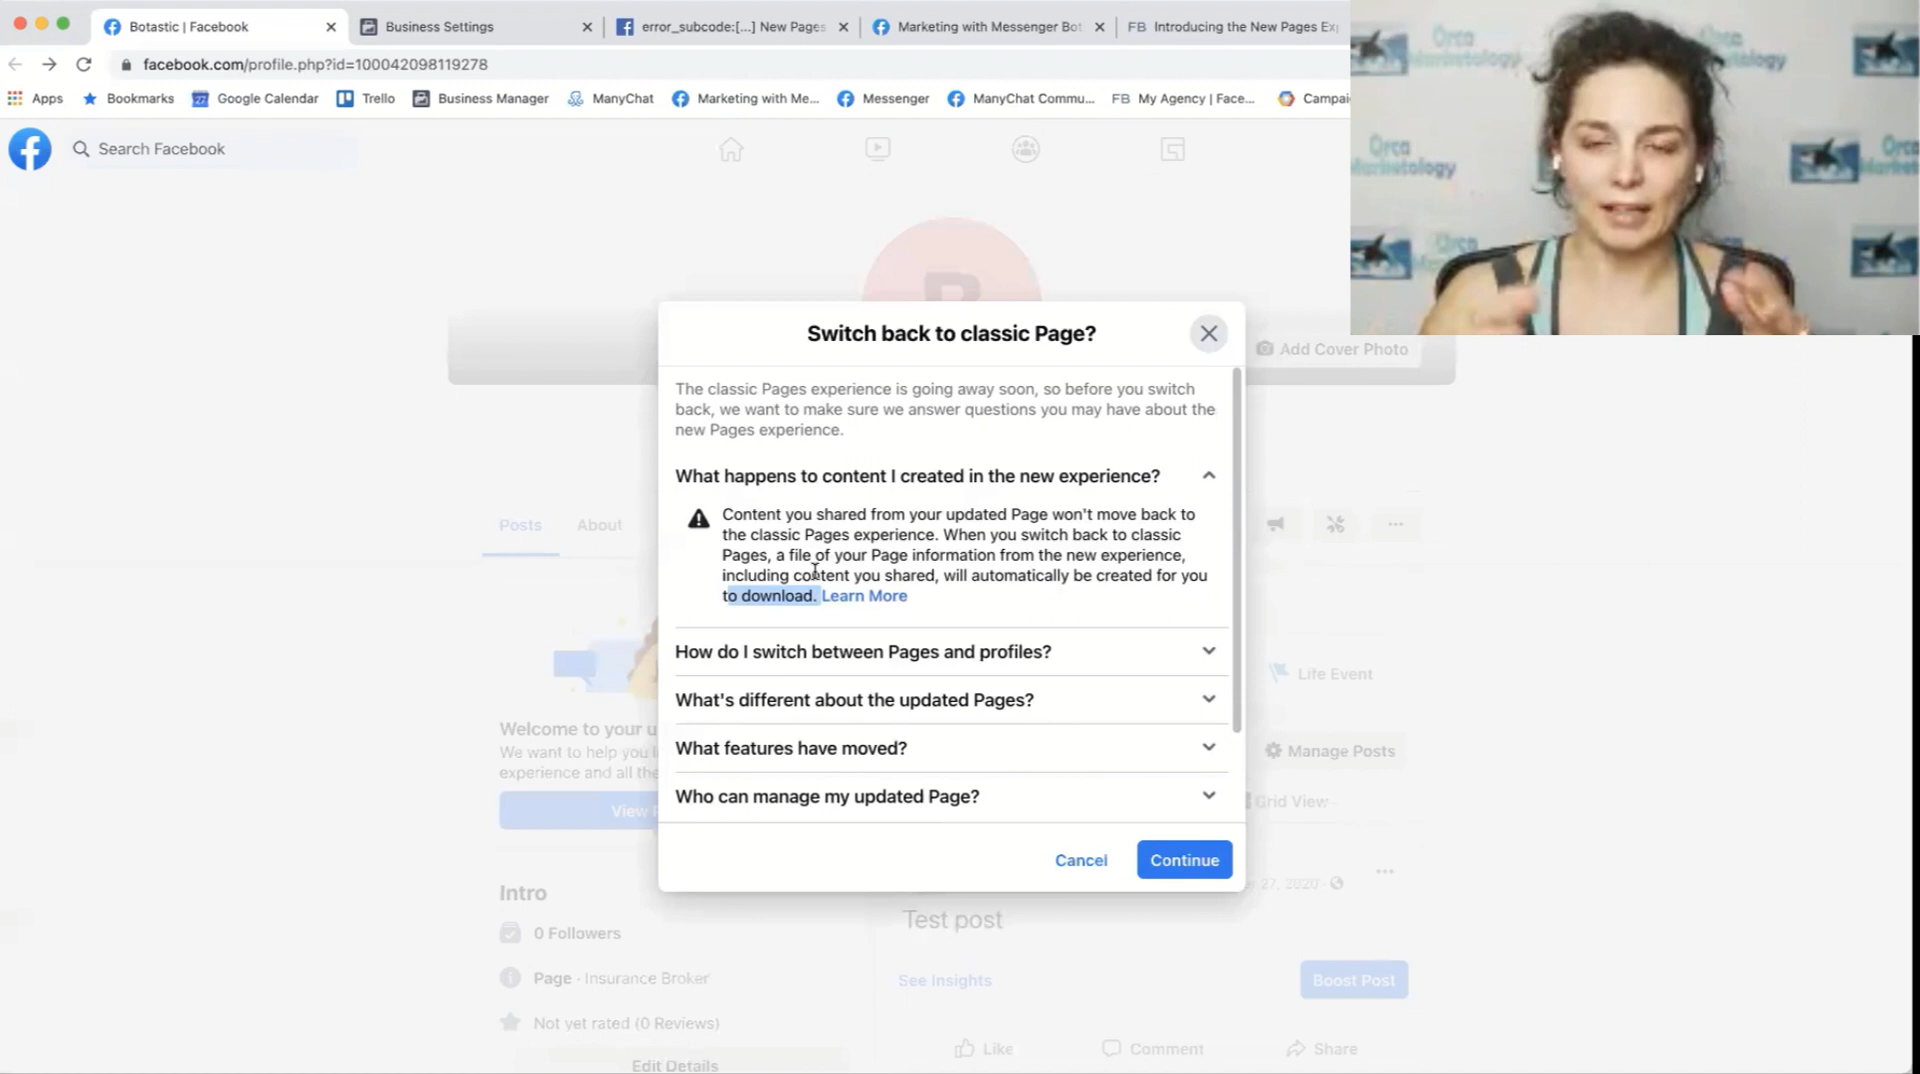 Botastic | Facebook
Business Settings
error_subcode:[...] New Pages
Marketing with Messenger Bot
FB Introducing the New Pages Ex
facebook.com/profile.php?id=100042098119278
Apps
Bookmarks
Google Calendar
Trello
Business Manager
ManyChat
Marketing with Me...
Messenger
ManyChat Commu...
FB My Agency | Face...
Campai
Search Facebook
Orca
Marketology
Orca
Marketology
Add Cover Photo
Switch back to classic Page?
The classic Pages experience is going away soon, so before you switch
back, we want to make sure we answer questions you may have about the
new Pages experience.
What happens to content I created in the new experience?
Content you shared from your updated Page won't move back to
the classic Pages experience. When you switch back to classic
Pages, a file of your Page information from the new experience,
including content you shared, will automatically be created for you
to download. Learn More
How do I switch between Pages and profiles?
What's different about the updated Pages?
What features have moved?
Who can manage my updated Page?
Cancel
Continue
Posts
About
Life Event
Welcome to your u
We want to help you
experience and all the
View
Manage Posts
Grid View
27, 2020
Intro
0 Followers
Page · Insurance Broker
Not yet rated (0 Reviews)
Edit Details
Test post
See Insights
Boost Post
Like
Comment
Share